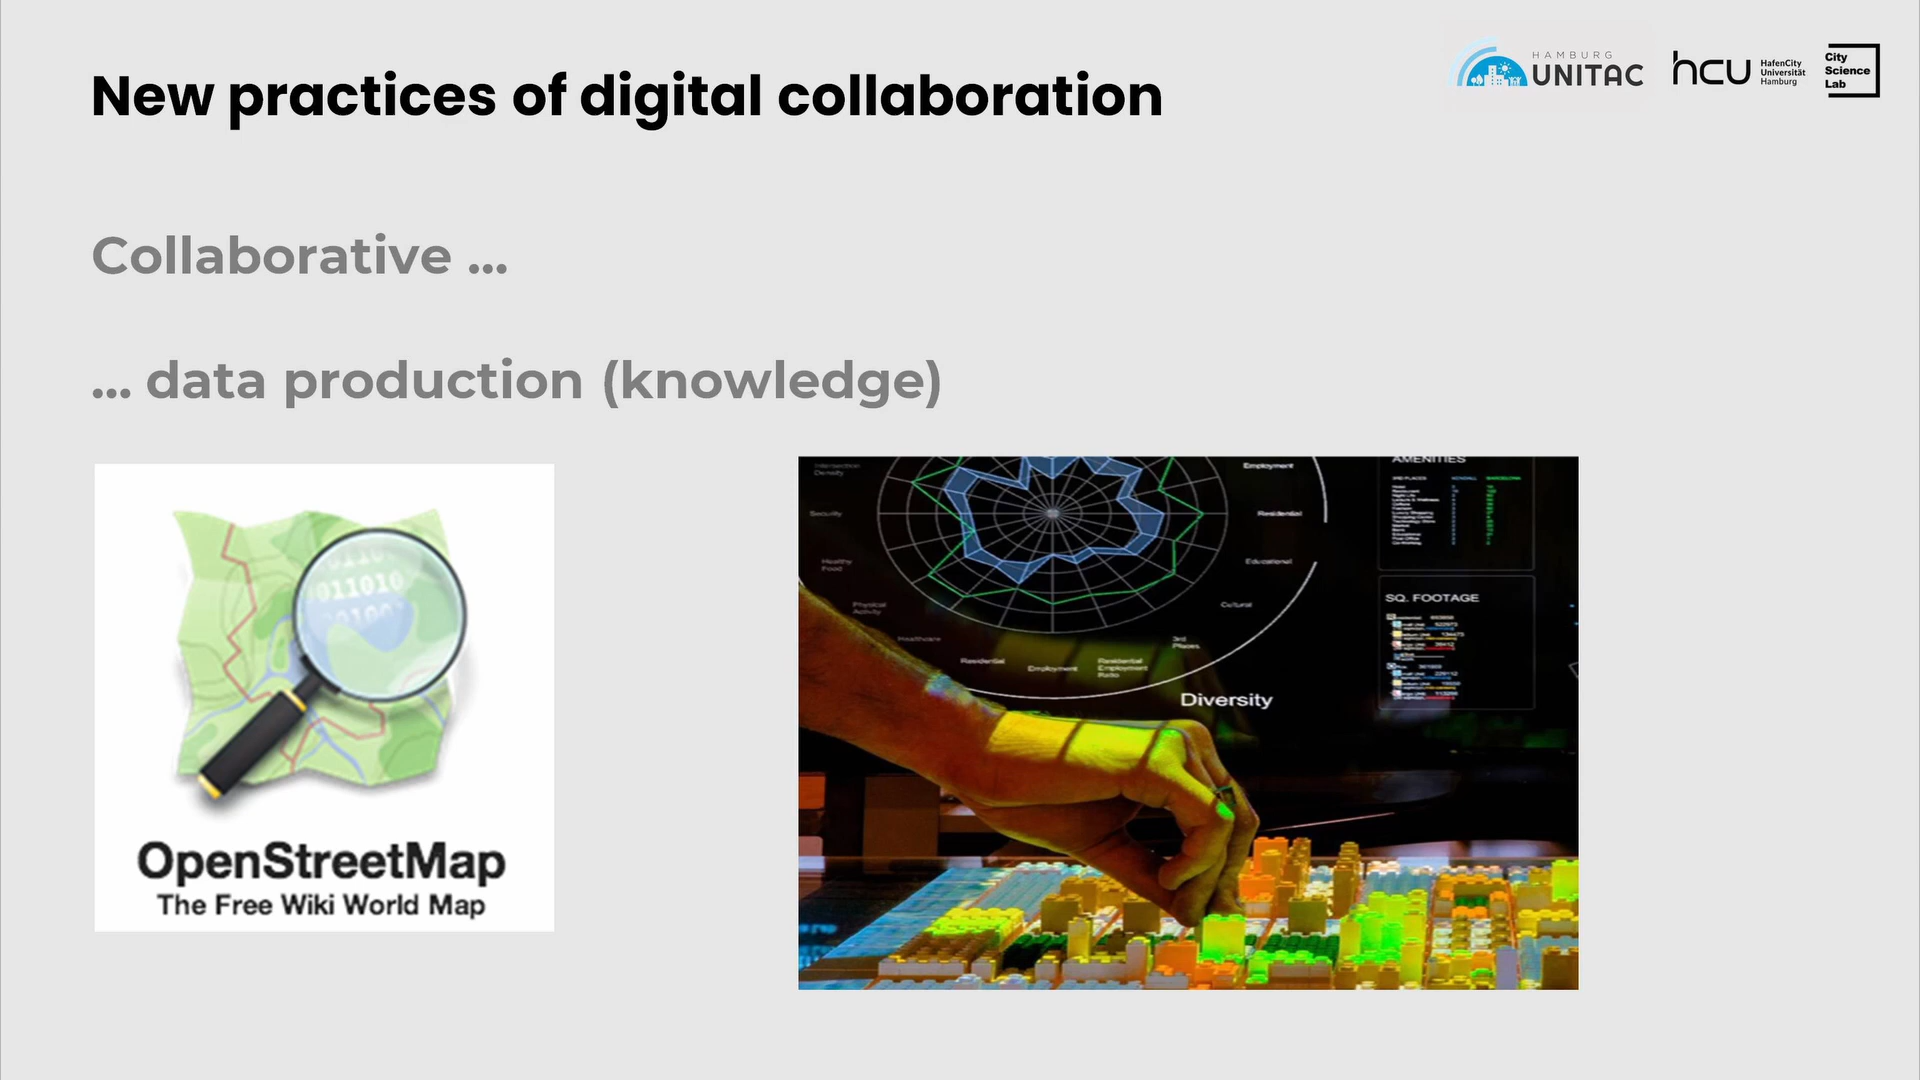 New practices of digital collaboration
HAMBURG
UNITAC
hcu
HafenCity
Universität
Hamburg
City
Science
Lab
Collaborative ...
... data production (knowledge)
011010
OpenStreetMap
The Free Wiki World Map
Intersection
Density
Security
Healthy
Food
Physical
Activity
Healthcare
Residential
Employment
Residential
Employment
Ratio
3rd
Places
Cultural
Educational
Residential
Employment
Diversity
AMENITIES
SQ. FOOTAGE